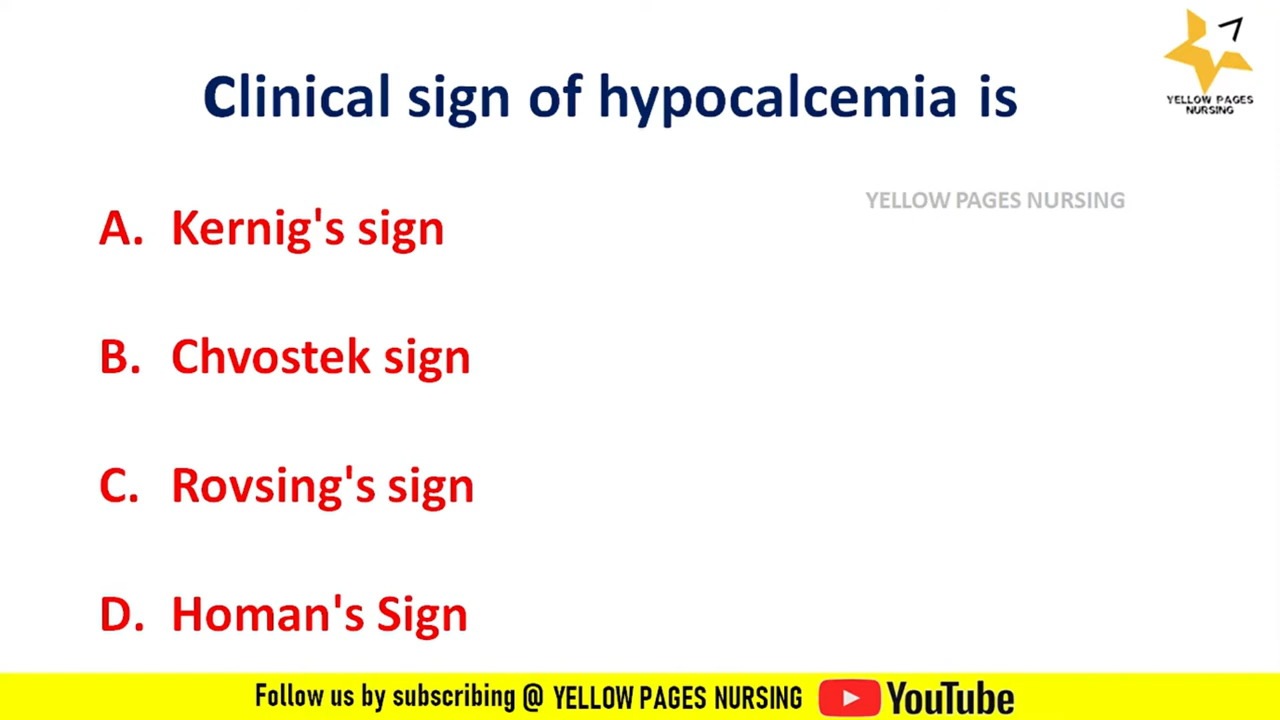 YELLOW PAGES
NURSING
Clinical sign of hypocalcemia is
YELLOW PAGES NURSING
A. Kernig's sign
B. Chvostek sign
C. Rovsing's sign
D. Homan's Sign
Follow us by subscribing @ YELLOW PAGES NURSING YouTube